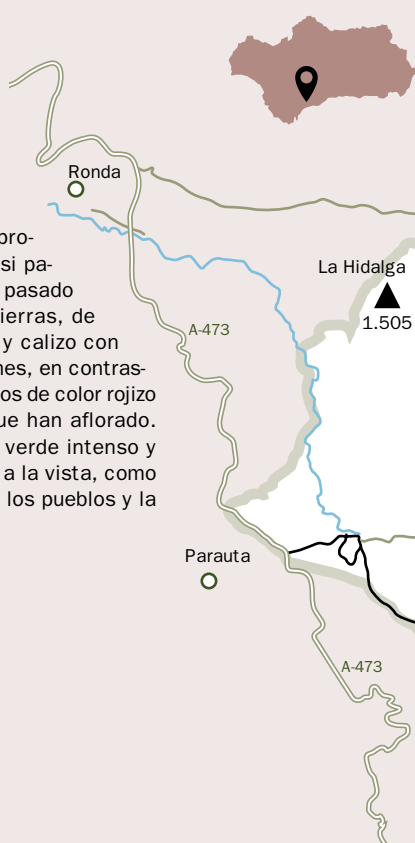 Ronda
bro-
si pa-
pasado
ierras, de
y calizo con
nes, en contras-
os de color rojizo
ue han aflorado.
verde intenso y
a la vista, como
los pueblos y la
La Hidalga
1.505
A-473
Parauta
A-473